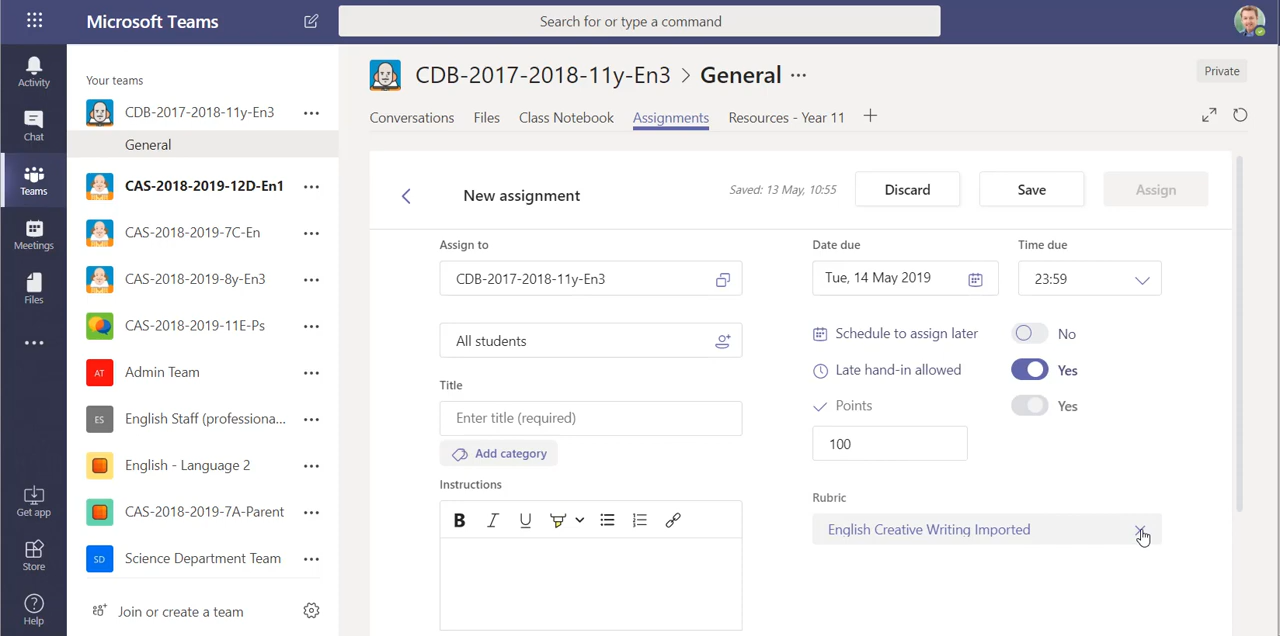 Microsoft Teams
Search for or type a command
Activity
Chat
Teams
Meetings
Files
Get app
Store
Help
Your teams
CDB-2017-2018-11y-En3
General
CAS-2018-2019-12D-En1
CAS-2018-2019-7C-En
CAS-2018-2019-8y-En3
CAS-2018-2019-11E-Ps
AT Admin Team
ES English Staff (professiona...
English - Language 2
CAS-2018-2019-7A-Parent
SD Science Department Team
Join or create a team
CDB-2017-2018-11y-En3 > General ...
Private
Conversations Files Class Notebook Assignments Resources - Year 11 +
New assignment
Saved: 13 May, 10:55
Discard
Save
Assign
Assign to
CDB-2017-2018-11y-En3
All students
Title
Enter title (required)
Add category
Instructions
B I U
Date due
Tue, 14 May 2019
Time due
23:59
Schedule to assign later No
Late hand-in allowed Yes
Points Yes
100
Rubric
English Creative Writing Imported